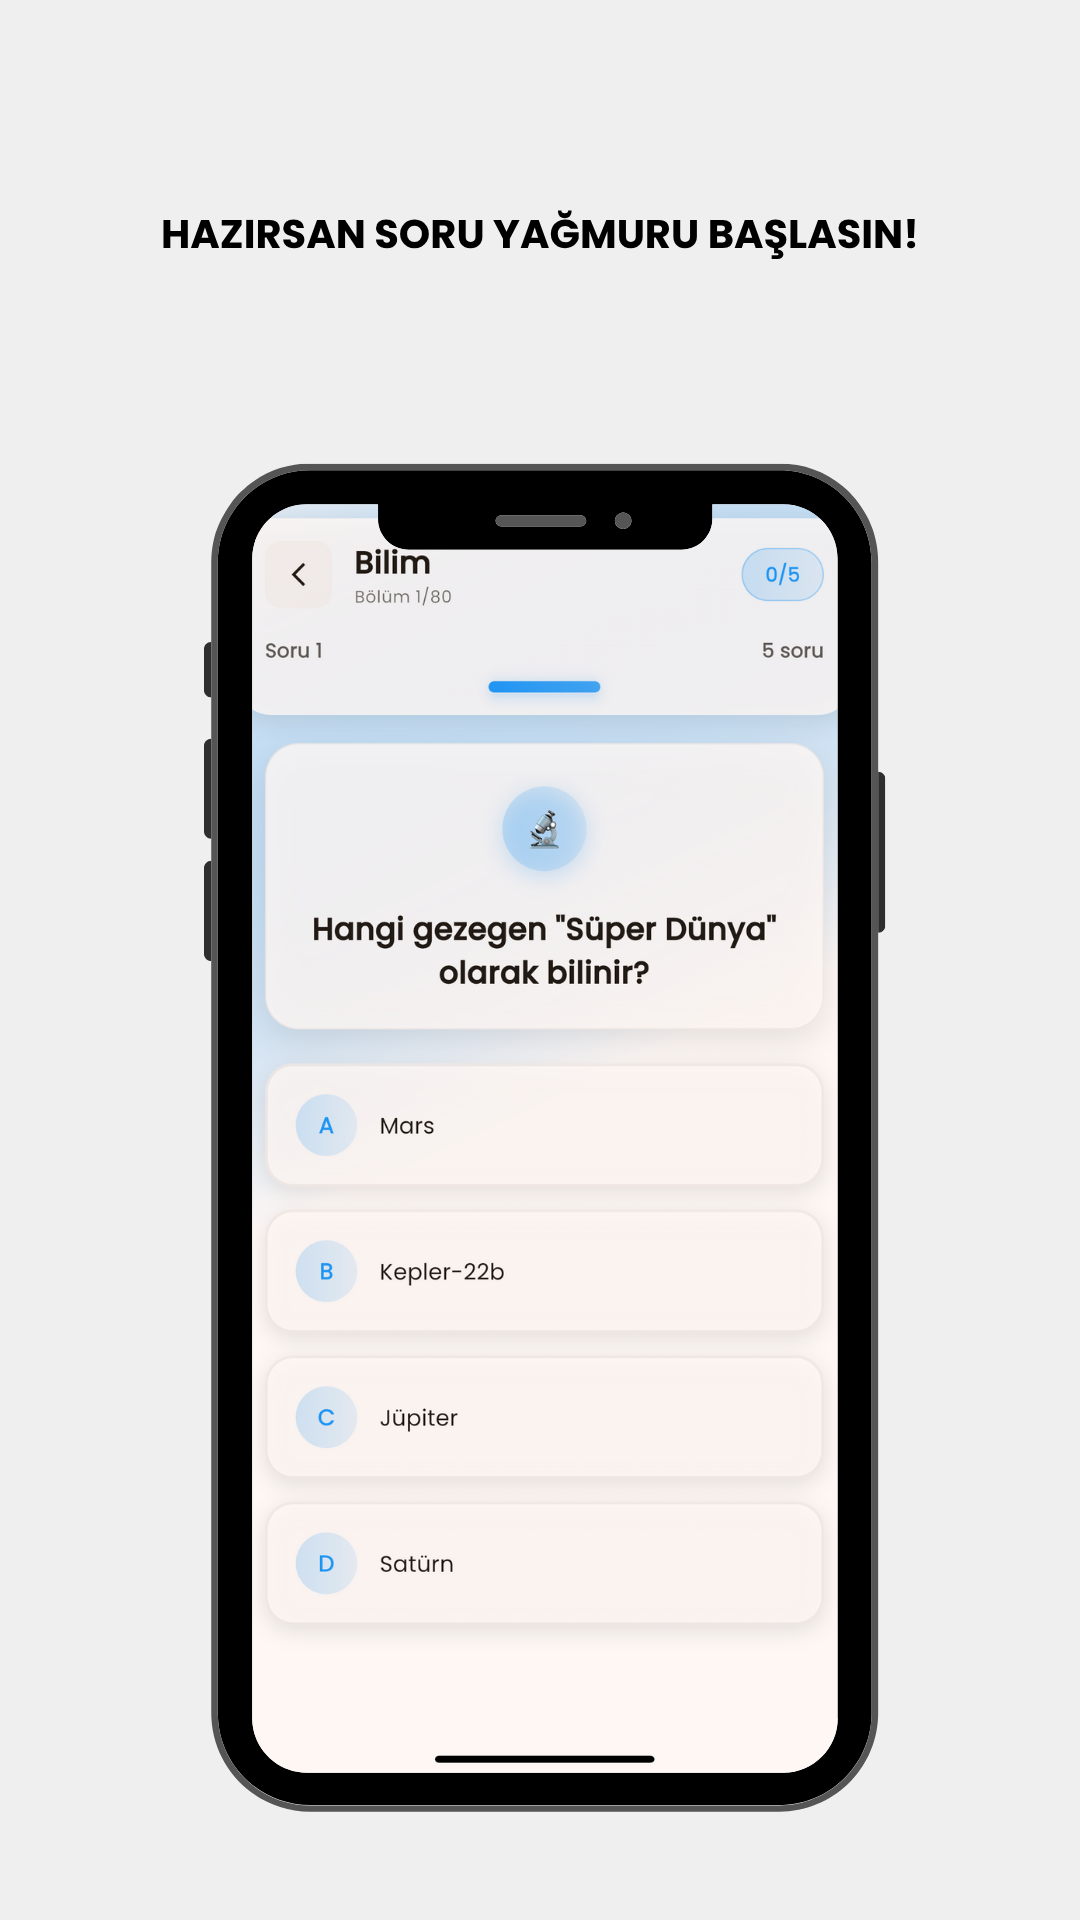 HAZIRSAN SORU YAĞMURU BAŞLASIN!
Bilim
Bölüm 1/80
0/5
Soru 1
5 soru
Hangi gezegen "Süper Dünya"
olarak bilinir?
A Mars
B Kepler-22b
C Jüpiter
D Satürn